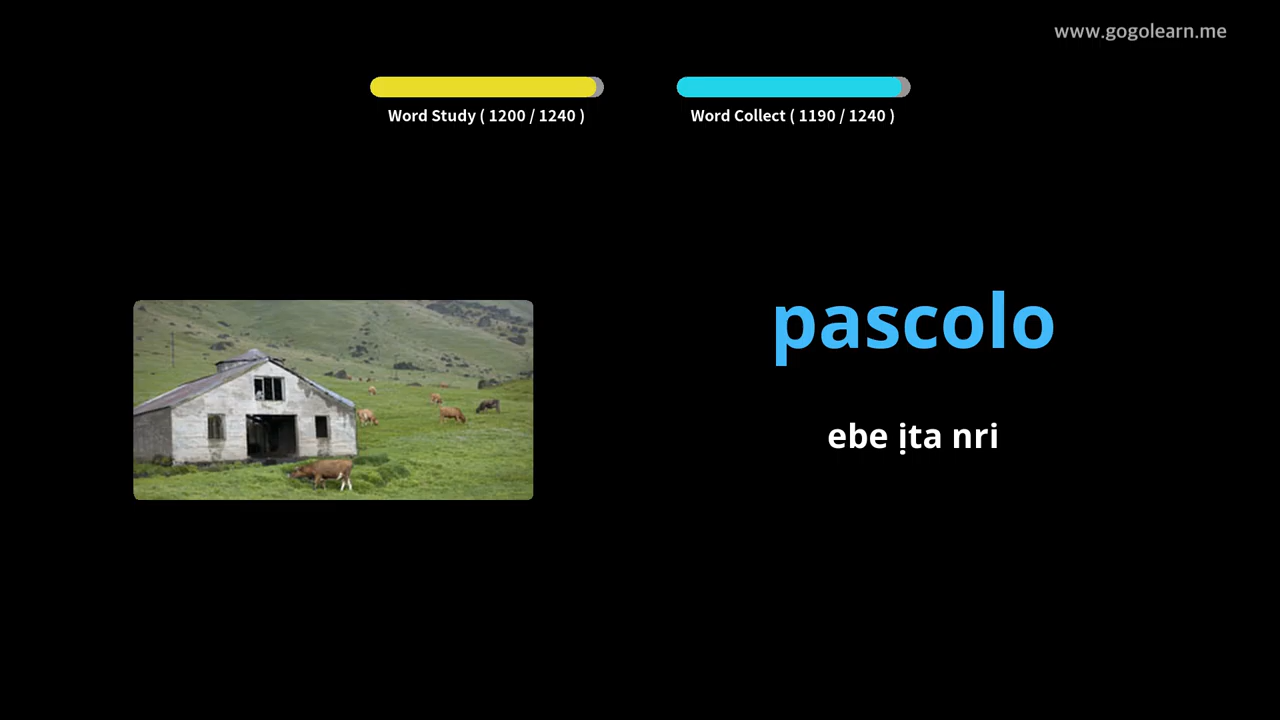 www.gogolearn.me
Word Study ( 1200 / 1240 )
Word Collect ( 1190 / 1240 )
pascolo
ebe ịta nri